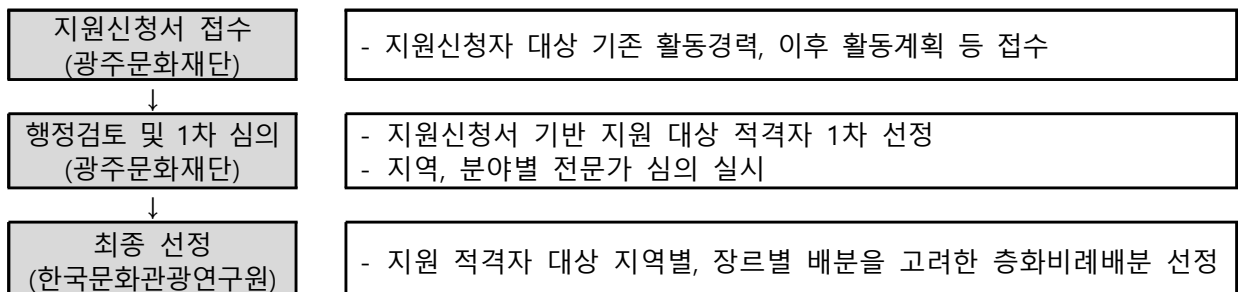 지원신청서 접수
(광주문화재단)
- 지원신청자 대상 기존 활동경력, 이후 활동계획 등 접수
↓
행정검토 및 1차 심의
(광주문화재단)
- 지원신청서 기반 지원 대상 적격자 1차 선정
- 지역, 분야별 전문가 심의 실시
↓
최종 선정
(한국문화관광연구원)
- 지원 적격자 대상 지역별, 장르별 배분을 고려한 층화비례배분 선정